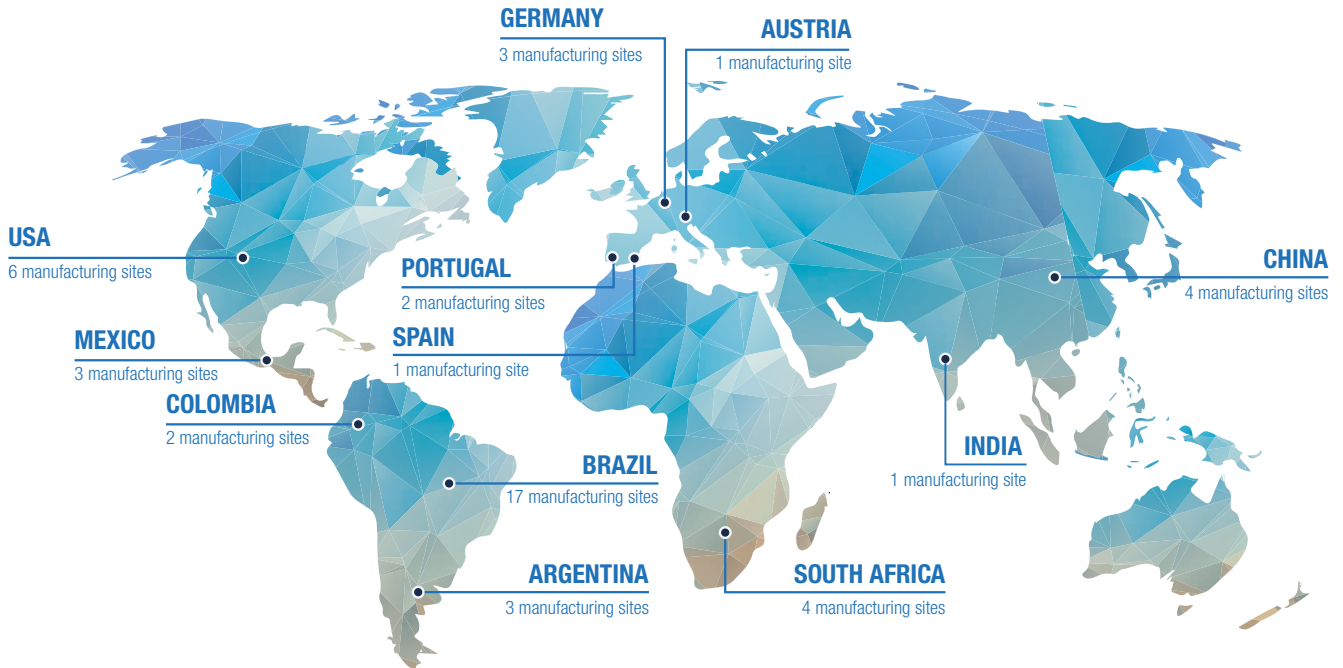 GERMANY
3 manufacturing sites
AUSTRIA
1 manufacturing site
USA
6 manufacturing sites
PORTUGAL
2 manufacturing sites
CHINA
4 manufacturing sites
MEXICO
3 manufacturing sites
SPAIN
1 manufacturing site
COLOMBIA
2 manufacturing sites
BRAZIL
17 manufacturing sites
INDIA
1 manufacturing site
ARGENTINA
3 manufacturing sites
SOUTH AFRICA
4 manufacturing sites